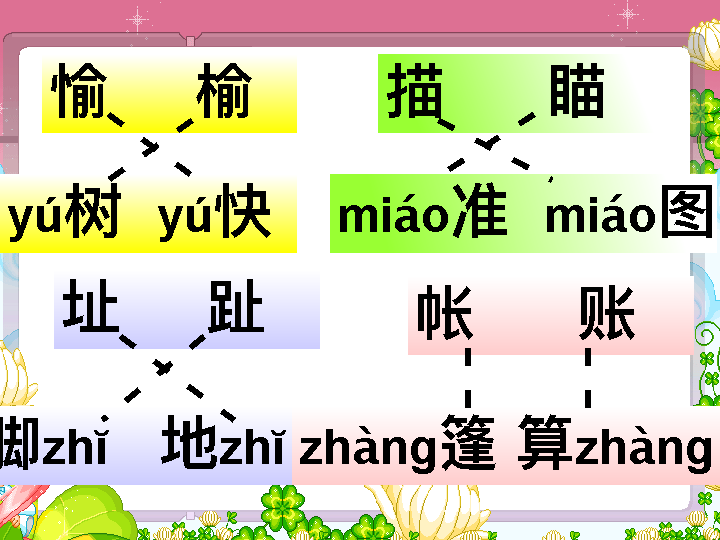 愉 榆
描 瞄
yú树 yú快
miáo准 miáo图
址 趾
帐 账
脚zhǐ 地zhǐ
zhàng篷 算zhàng